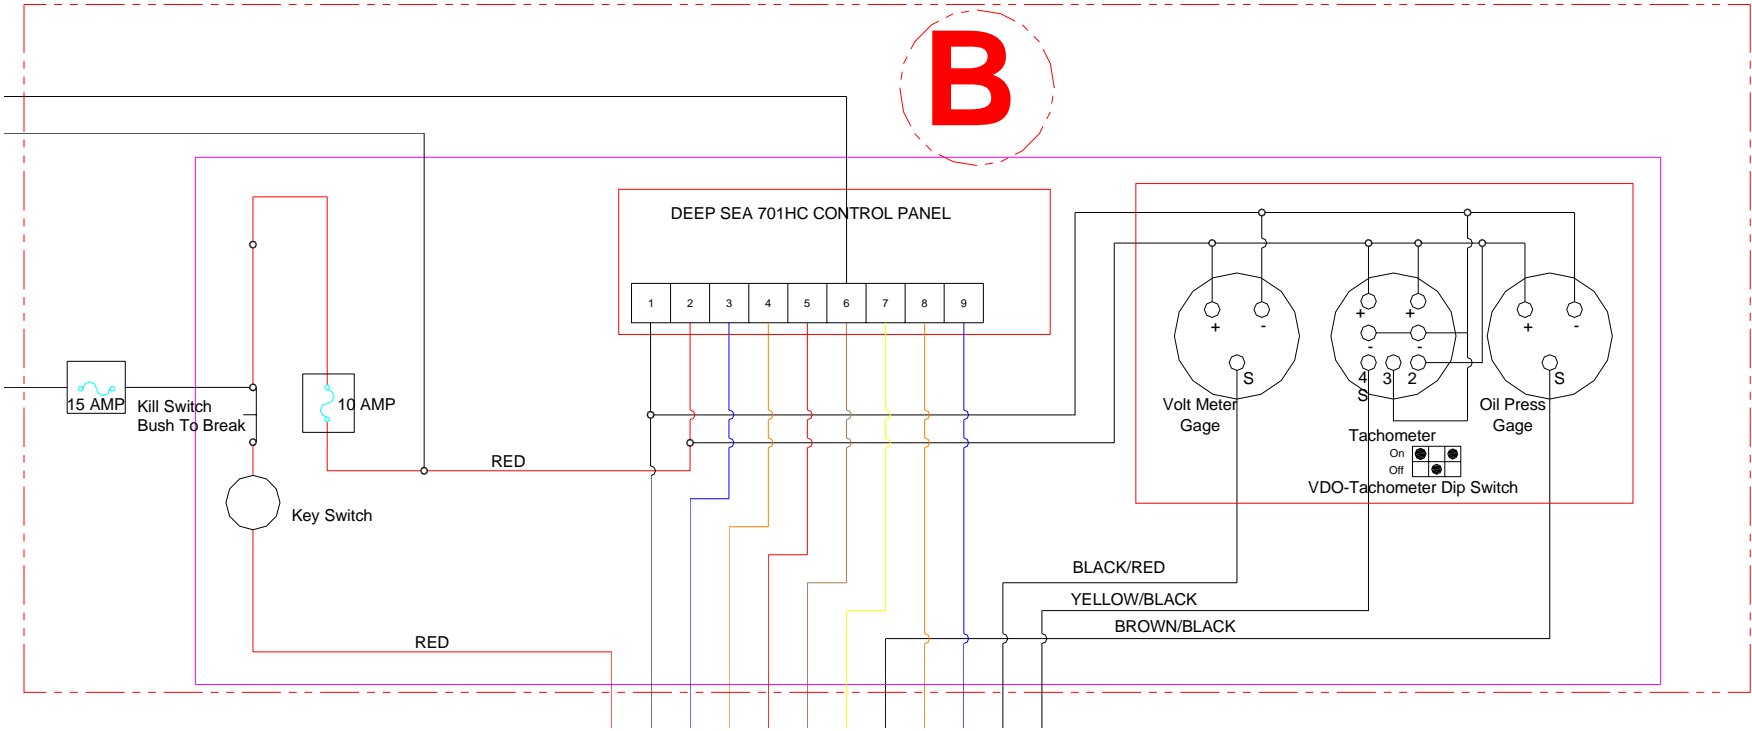 B
DEEP SEA 701HC CONTROL PANEL
1 2 3 4 5 6 7 8 9
+ - + + + -
- -
S 4 3 2 S
S
15 AMP
Kill Switch
Bush To Break
10 AMP
Volt Meter
Gage
Oil Press
Gage
Tachometer
On
Off
VDO-Tachometer Dip Switch
RED
Key Switch
BLACK/RED
YELLOW/BLACK
BROWN/BLACK
RED